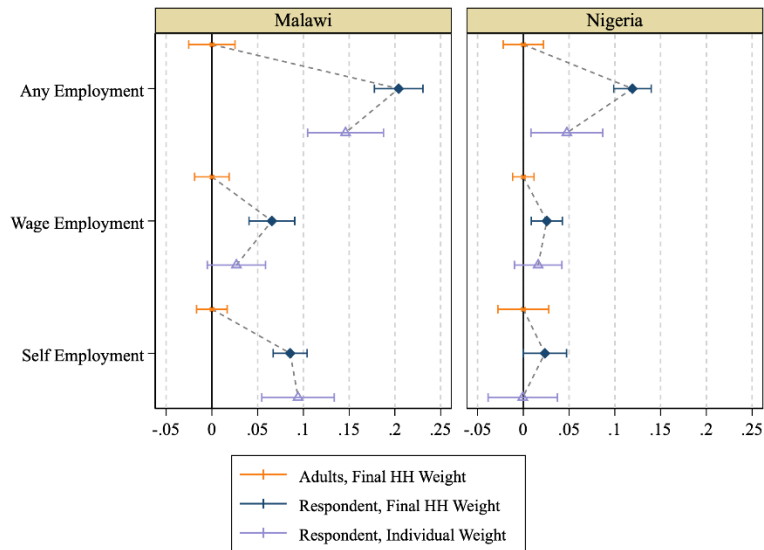 Malawi
Nigeria
Any Employment
Wage Employment
Self Employment
-.05 0 .05 .1 .15 .2 .25
-.05 0 .05 .1 .15 .2 .25
Adults, Final HH Weight
Respondent, Final HH Weight
Respondent, Individual Weight